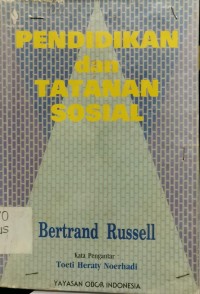 PENDIDIKAN
dan
TATANAN
SOSIAL
Bertrand Russell
Kata Pengantar
Toeti Heraty Noerhadi
YAYASAN OBOR INDONESIA